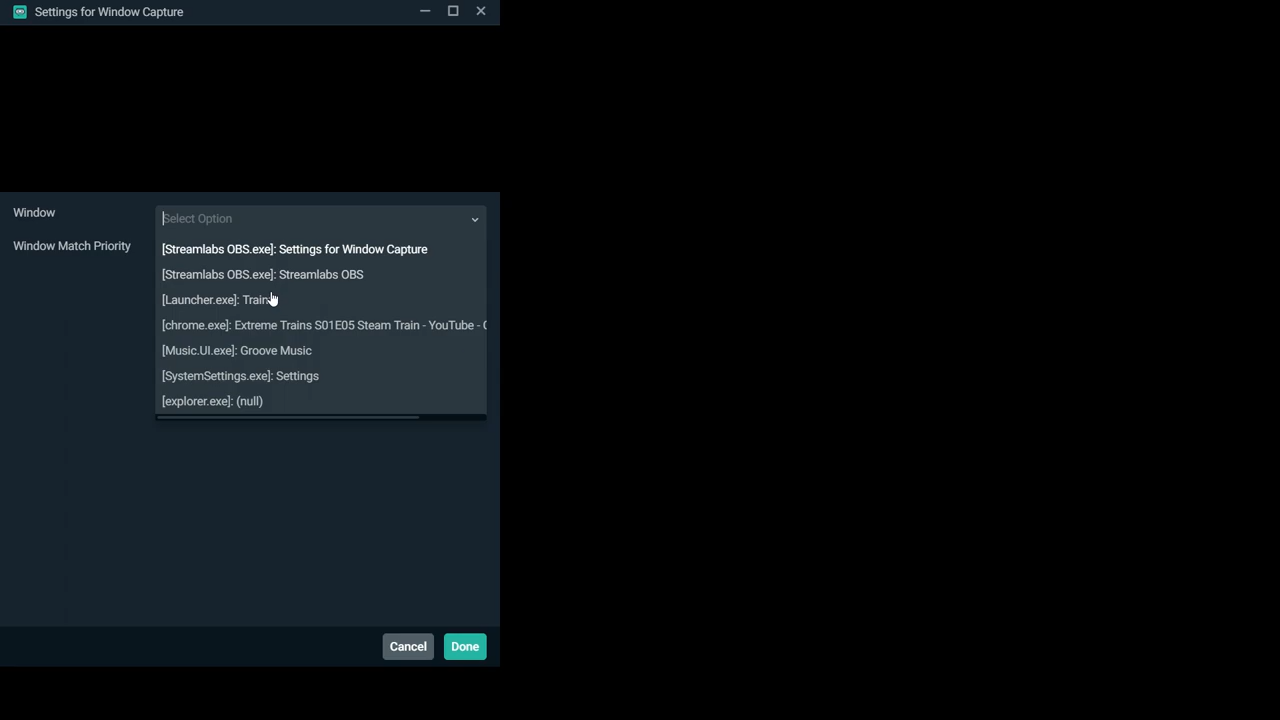 Settings for Window Capture
Window
Select Option
Window Match Priority
[Streamlabs OBS.exe]: Settings for Window Capture
[Streamlabs OBS.exe]: Streamlabs OBS
[Launcher.exe]: Train
[chrome.exe]: Extreme Trains S01E05 Steam Train - YouTube -
[Music.UI.exe]: Groove Music
[SystemSettings.exe]: Settings
[explorer.exe]: (null)
Cancel
Done